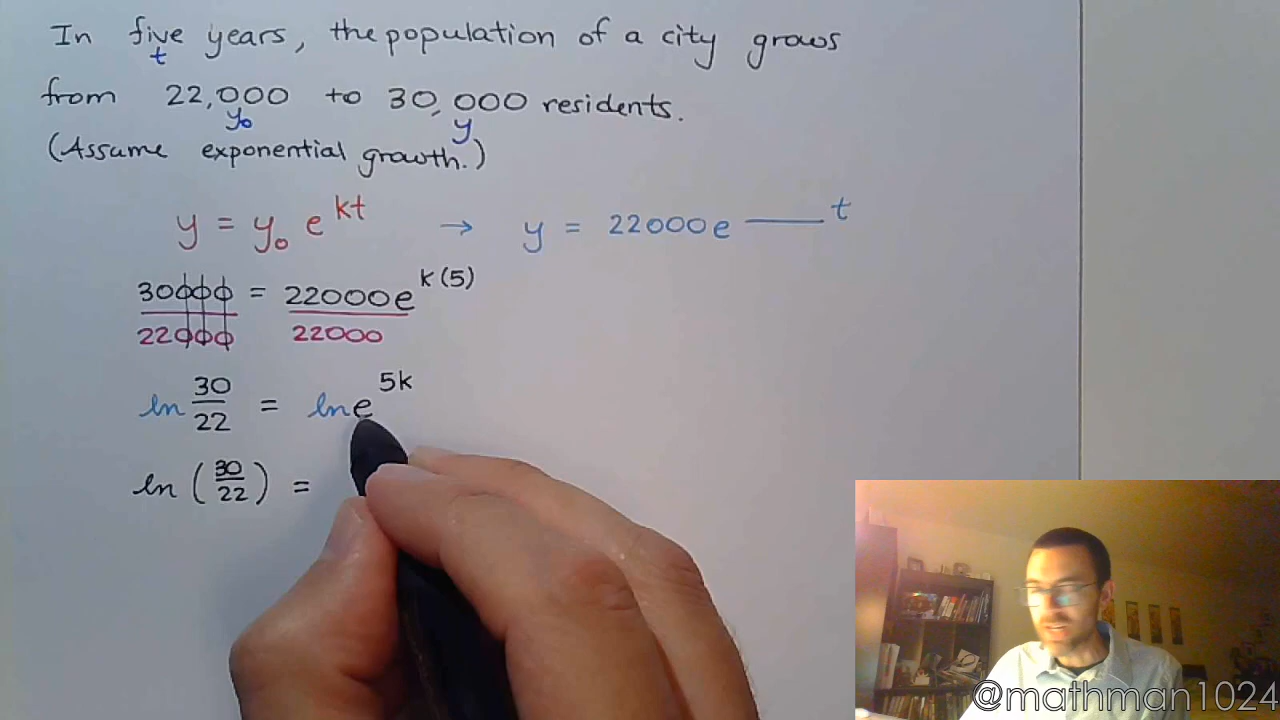 In five years, the population of a city grows
t
from 22,000 to 30,000 residents.
y₀ y
(Assume exponential growth.)
y = y₀ e^kt → y = 22000e^____t
30000/22000 = 22000e^k(5)/22000
ln 30/22 = ln e^5k
ln (30/22) =
@mathman1024